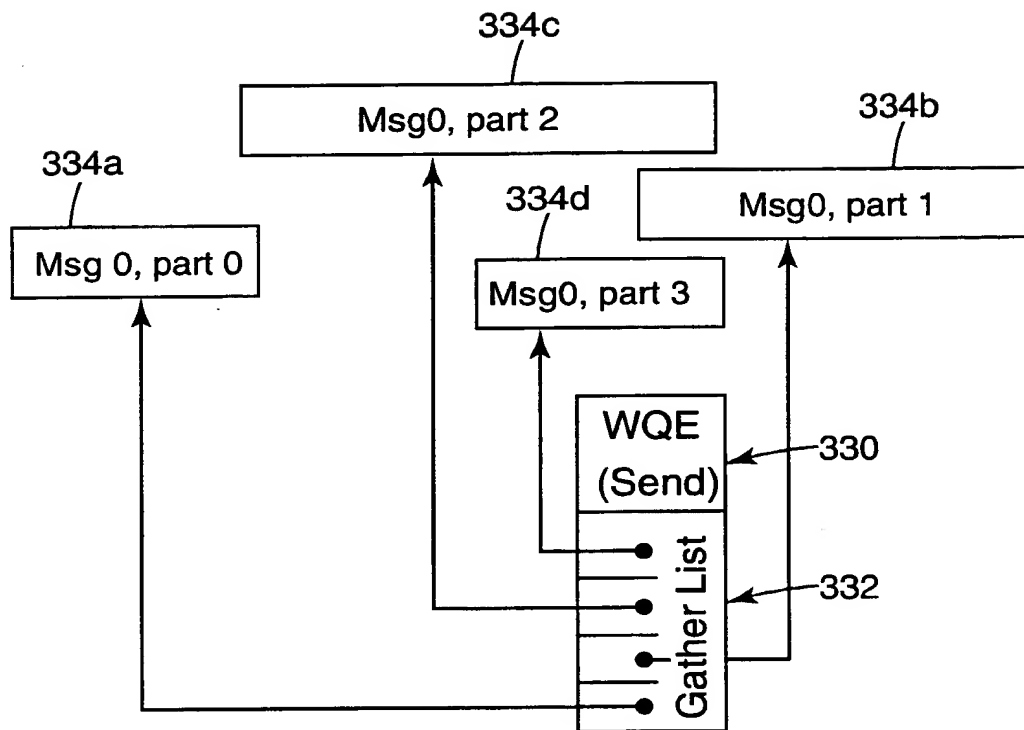 334c
Msg0, part 2
334b
Msg0, part 1
334a
Msg 0, part 0
334d
Msg0, part 3
WQE
(Send)
330
Gather List
332